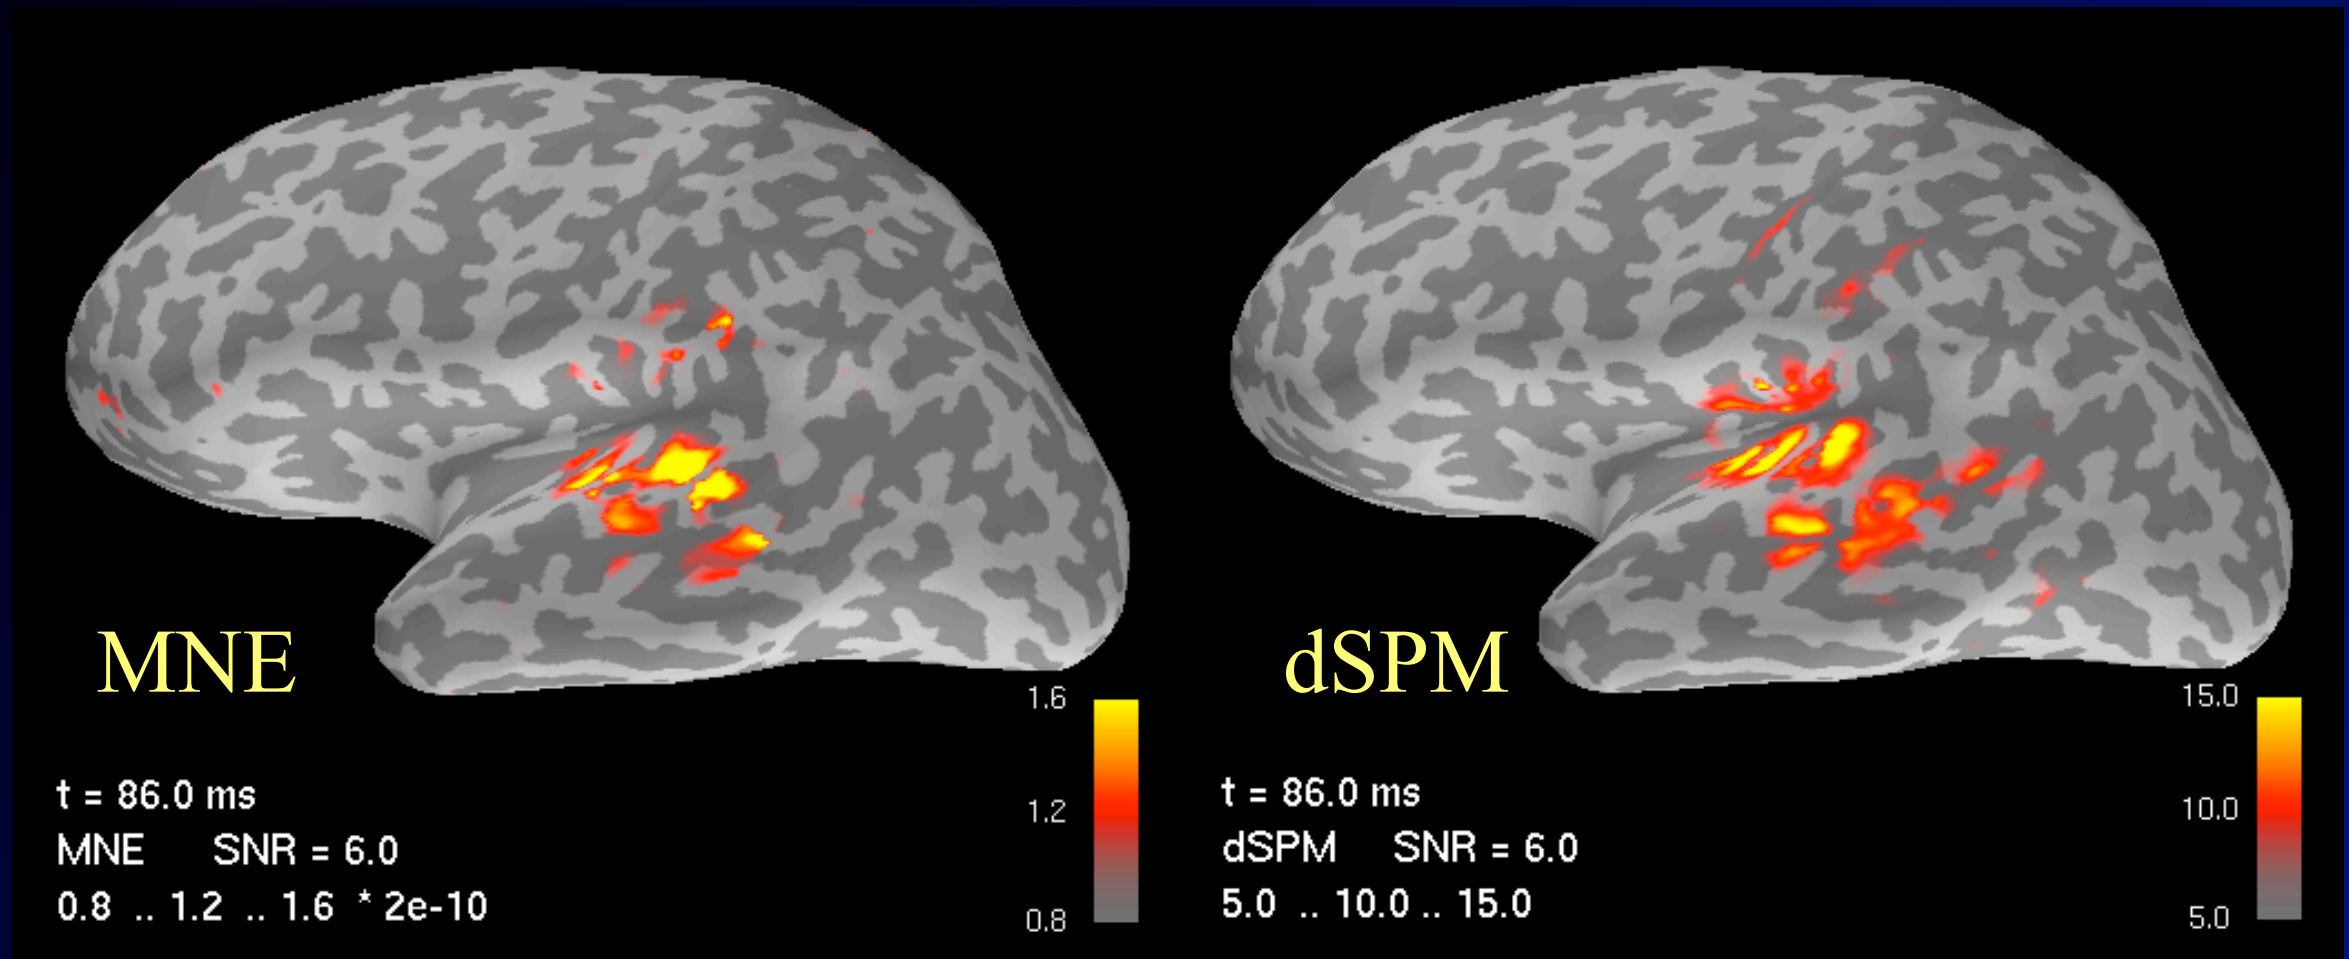 MNE
1.6
1.2
0.8
t = 86.0 ms
MNE SNR = 6.0
0.8 .. 1.2 .. 1.6 * 2e-10
dSPM
15.0
10.0
5.0
t = 86.0 ms
dSPM SNR = 6.0
5.0 .. 10.0 .. 15.0